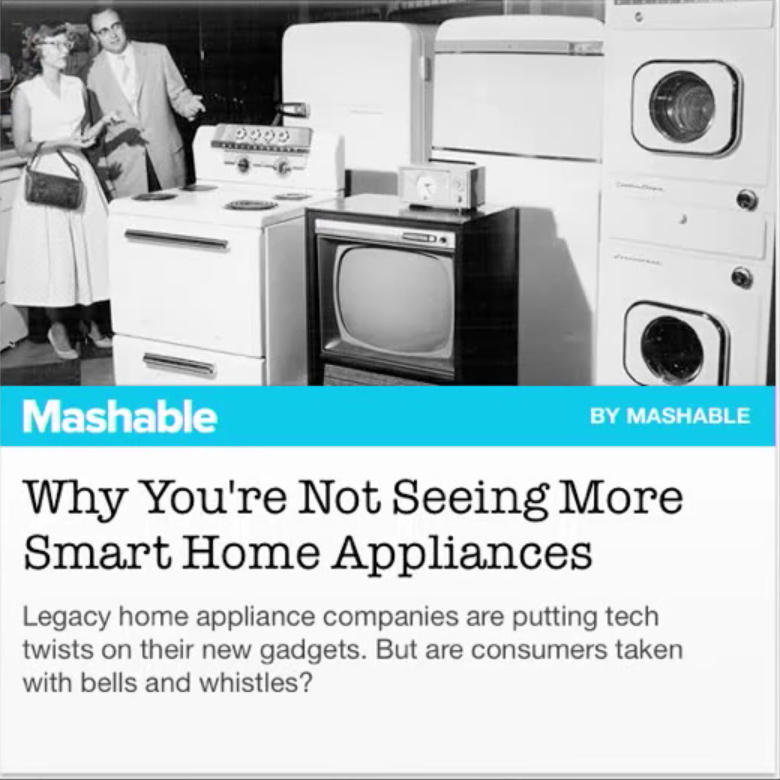 Mashable
BY MASHABLE
Why You're Not Seeing More
Smart Home Appliances
Legacy home appliance companies are putting tech
twists on their new gadgets. But are consumers taken
with bells and whistles?